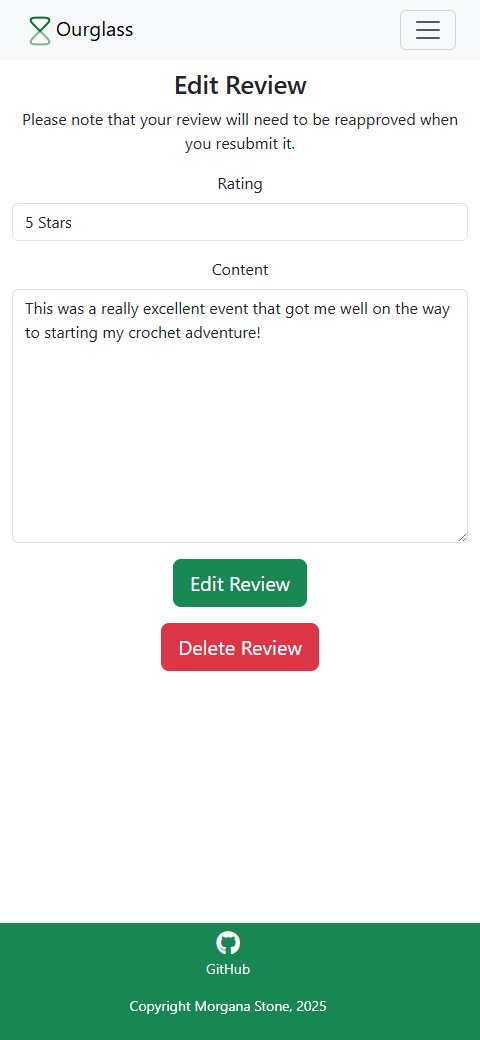 Ourglass
Edit Review
Please note that your review will need to be reapproved when
you resubmit it.
Rating
5 Stars
Content
This was a really excellent event that got me well on the way
to starting my crochet adventure!
Edit Review
Delete Review
GitHub
Copyright Morgana Stone, 2025